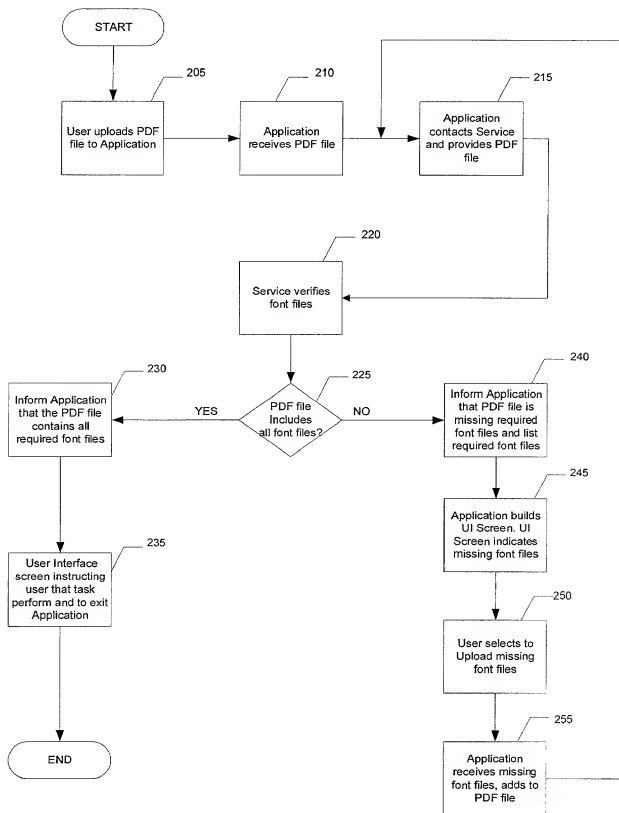 START
205
User uploads PDF
file to Application
210
Application
receives PDF file
215
Application
contacts Service
and provides PDF
file
220
Service verifies
font files
225
PDF file
Includes
all font files?
YES
NO
230
Inform Application
that the PDF file
contains all
required font files
235
User Interface
screen instructing
user that task
perform and to exit
Application
END
240
Inform Application
that PDF file is
missing required
font files and list
required font files
245
Application builds
UI Screen. UI
Screen indicates
missing font files
250
User selects to
Upload missing
font files
255
Application
receives missing
font files, adds to
PDF file